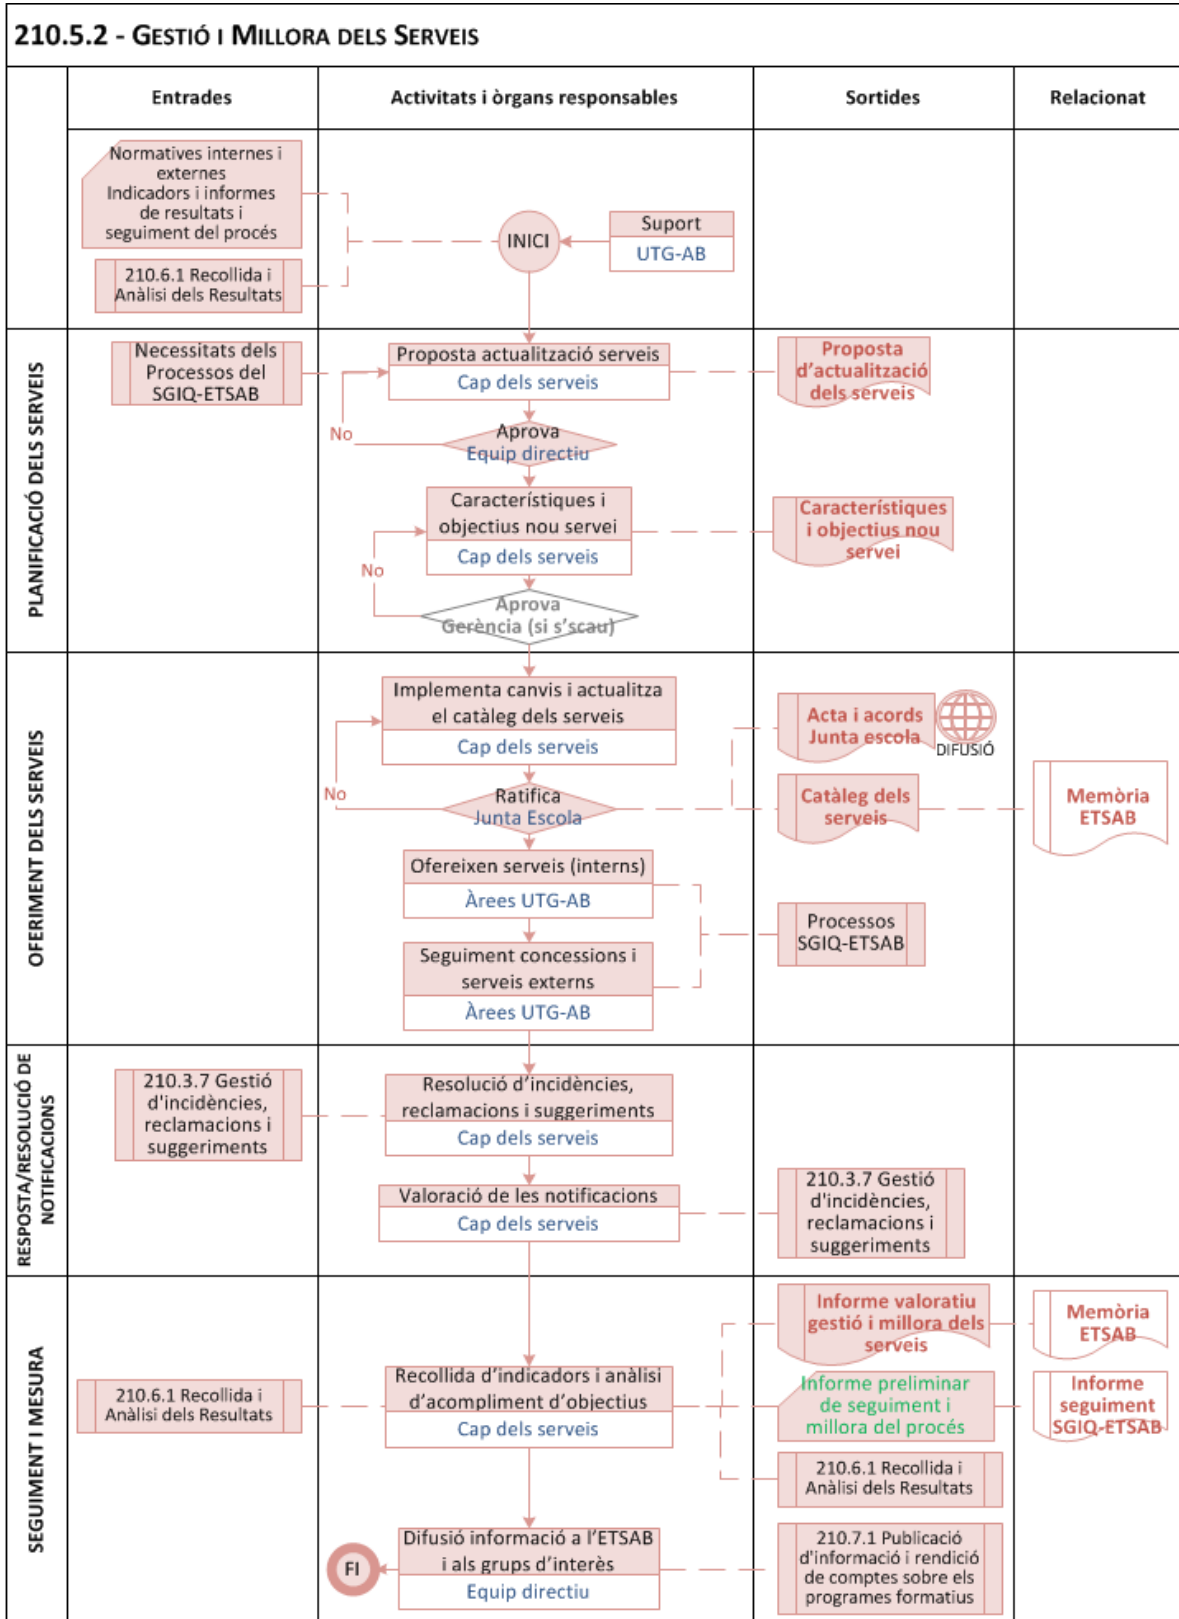 210.5.2 - GESTIÓ I MILLORA DELS SERVEIS
Entrades
Activitats i òrgans responsables
Sortides
Relacionat
Normatives internes i
externes
Indicadors i informes
de resultats i
seguiment del procés
210.6.1 Recollida i
Anàlisi dels Resultats
INICI
Suport
UTG-AB
PLANIFICACIÓ DELS SERVEIS
Necessitats dels
Processos del
SGIQ-ETSAB
Proposta actualització serveis
Cap dels serveis
Proposta
d'actualització
dels serveis
No
Aprova
Equip directiu
Característiques i
objectius nou servei
Cap dels serveis
Característiques
i objectius nou
servei
No
Aprova
Gerència (si s'scau)
OFERIMENT DELS SERVEIS
Implementa canvis i actualitza
el catàleg dels serveis
Cap dels serveis
Acta i acords
Junta escola
DIFUSIÓ
No
Ratifica
Junta Escola
Catàleg dels
serveis
Memòria
ETSAB
Ofereixen serveis (interns)
Àrees UTG-AB
Processos
SGIQ-ETSAB
Seguiment concessions i
serveis externs
Àrees UTG-AB
RESPOSTA/RESOLUCIÓ DE
NOTIFICACIONS
210.3.7 Gestió
d'incidències,
reclamacions i
suggeriments
Resolució d'incidències,
reclamacions i suggeriments
Cap dels serveis
Valoració de les notificacions
Cap dels serveis
210.3.7 Gestió
d'incidències,
reclamacions i
suggeriments
SEGUIMENT I MESURA
Informe valoratiu
gestió i millora dels
serveis
Memòria
ETSAB
210.6.1 Recollida i
Anàlisi dels Resultats
Recollida d'indicadors i anàlisi
d'acompliment d'objectius
Cap dels serveis
Informe preliminar
de seguiment i
millora del procés
Informe
seguiment
SGIQ-ETSAB
210.6.1 Recollida i
Anàlisi dels Resultats
FI
Difusió informació a l'ETSAB
i als grups d'interès
Equip directiu
210.7.1 Publicació
d'informació i rendició
de comptes sobre els
programes formatius